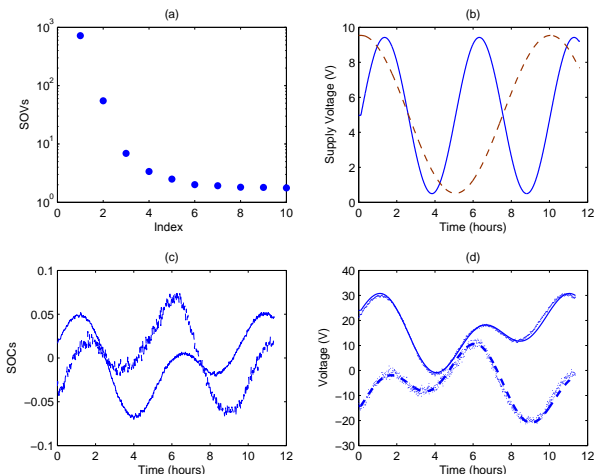 (a)
10^3
10^2
10^1
10^0
0 2 4 6 8 10
SOVs
Index
(b)
10
8
6
4
2
0
0 2 4 6 8 10 12
Supply Voltage (V)
Time (hours)
(c)
0.1
0.05
0
−0.05
−0.1
0 2 4 6 8 10 12
SOCs
Time (hours)
(d)
40
30
20
10
0
−10
−20
−30
0 2 4 6 8 10 12
Voltage (V)
Time (hours)